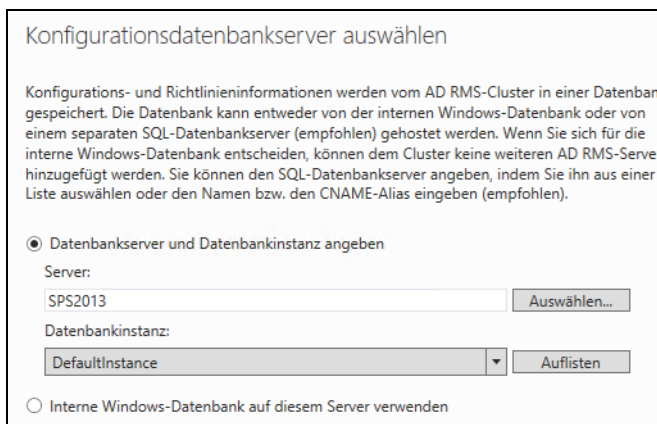 Konfigurationsdatenbankserver auswählen
Konfigurations- und Richtlinieninformationen werden vom AD RMS-Cluster in einer Datenban
gespeichert. Die Datenbank kann entweder von der internen Windows-Datenbank oder von
einem separaten SQL-Datenbankserver (empfohlen) gehostet werden. Wenn Sie sich für die
interne Windows-Datenbank entscheiden, können dem Cluster keine weiteren AD RMS-Serve
hinzugefügt werden. Sie können den SQL-Datenbankserver angeben, indem Sie ihn aus einer
Liste auswählen oder den Namen bzw. den CNAME-Alias eingeben (empfohlen).
Datenbankserver und Datenbankinstanz angeben
Server:
SPS2013 Auswählen...
Datenbankinstanz:
DefaultInstance Auflisten
Interne Windows-Datenbank auf diesem Server verwenden